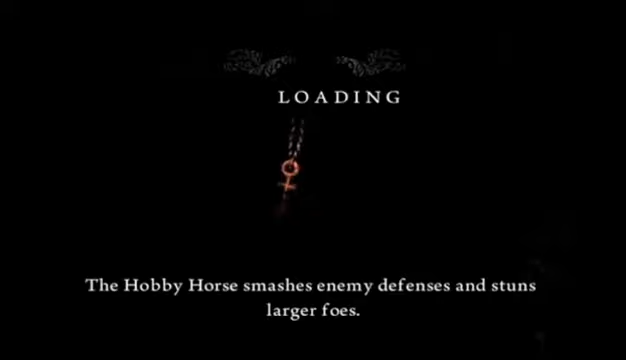 LOADING
The Hobby Horse smashes enemy defenses and stuns
larger foes.